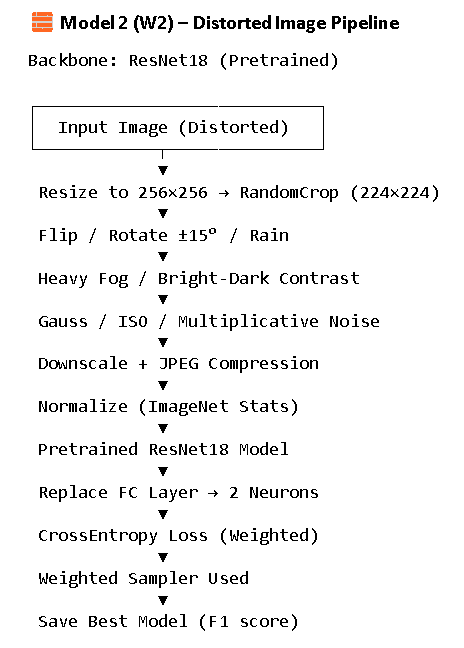 Model 2 (W2) – Distorted Image Pipeline
Backbone: ResNet18 (Pretrained)
Input Image (Distorted)
Resize to 256×256 → RandomCrop (224×224)
Flip / Rotate ±15° / Rain
Heavy Fog / Bright-Dark Contrast
Gauss / ISO / Multiplicative Noise
Downscale + JPEG Compression
Normalize (ImageNet Stats)
Pretrained ResNet18 Model
Replace FC Layer → 2 Neurons
CrossEntropy Loss (Weighted)
Weighted Sampler Used
Save Best Model (F1 score)